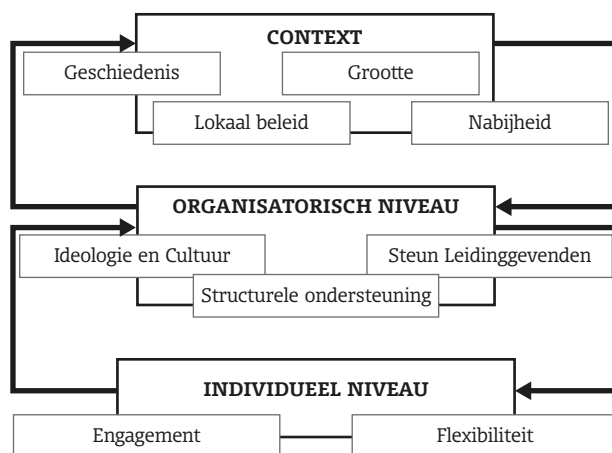 CONTEXT
Geschiedenis
Grootte
Lokaal beleid
Nabijheid
ORGANISATORISCH NIVEAU
Ideologie en Cultuur
Steun Leidinggevenden
Structurele ondersteuning
INDIVIDUEEL NIVEAU
Engagement
Flexibiliteit